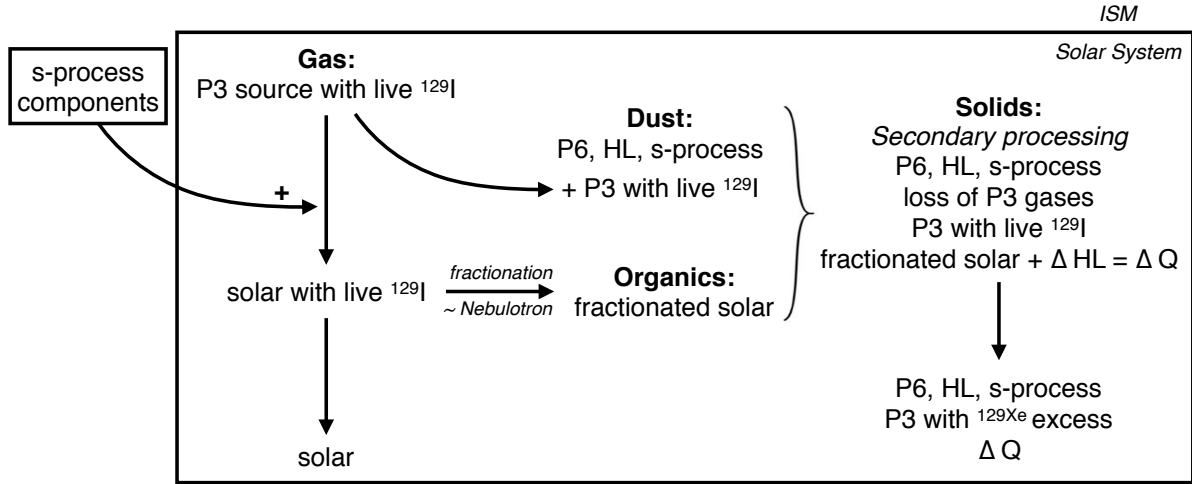 ISM
Solar System
s-process
components
Gas:
P3 source with live ¹²⁹I
+
solar with live ¹²⁹I
solar
Dust:
P6, HL, s-process
+ P3 with live ¹²⁹I
fractionation
~ Nebulotron
Organics:
fractionated solar
Solids:
Secondary processing
P6, HL, s-process
loss of P3 gases
P3 with live ¹²⁹I
fractionated solar + Δ HL = Δ Q
P6, HL, s-process
P3 with ¹²⁹ˣᵉ excess
Δ Q